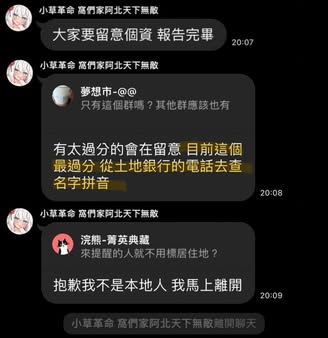 小草革命 窩們家阿北天下無敵
大家要留意個資 報告完畢
20:07
小草革命 窩們家阿北天下無敵
夢想市-@@
只有這個群嗎？其他群應該也有
有太過分的會在留意 目前這個
最過分 從土地銀行的電話去查
名字拼音
20:08
小草革命 窩們家阿北天下無敵
浣熊-菁英典藏
來提醒的人就不用標居住地？
抱歉我不是本地人 我馬上離開
20:09
小草革命 窩們家阿北天下無敵離開聊天